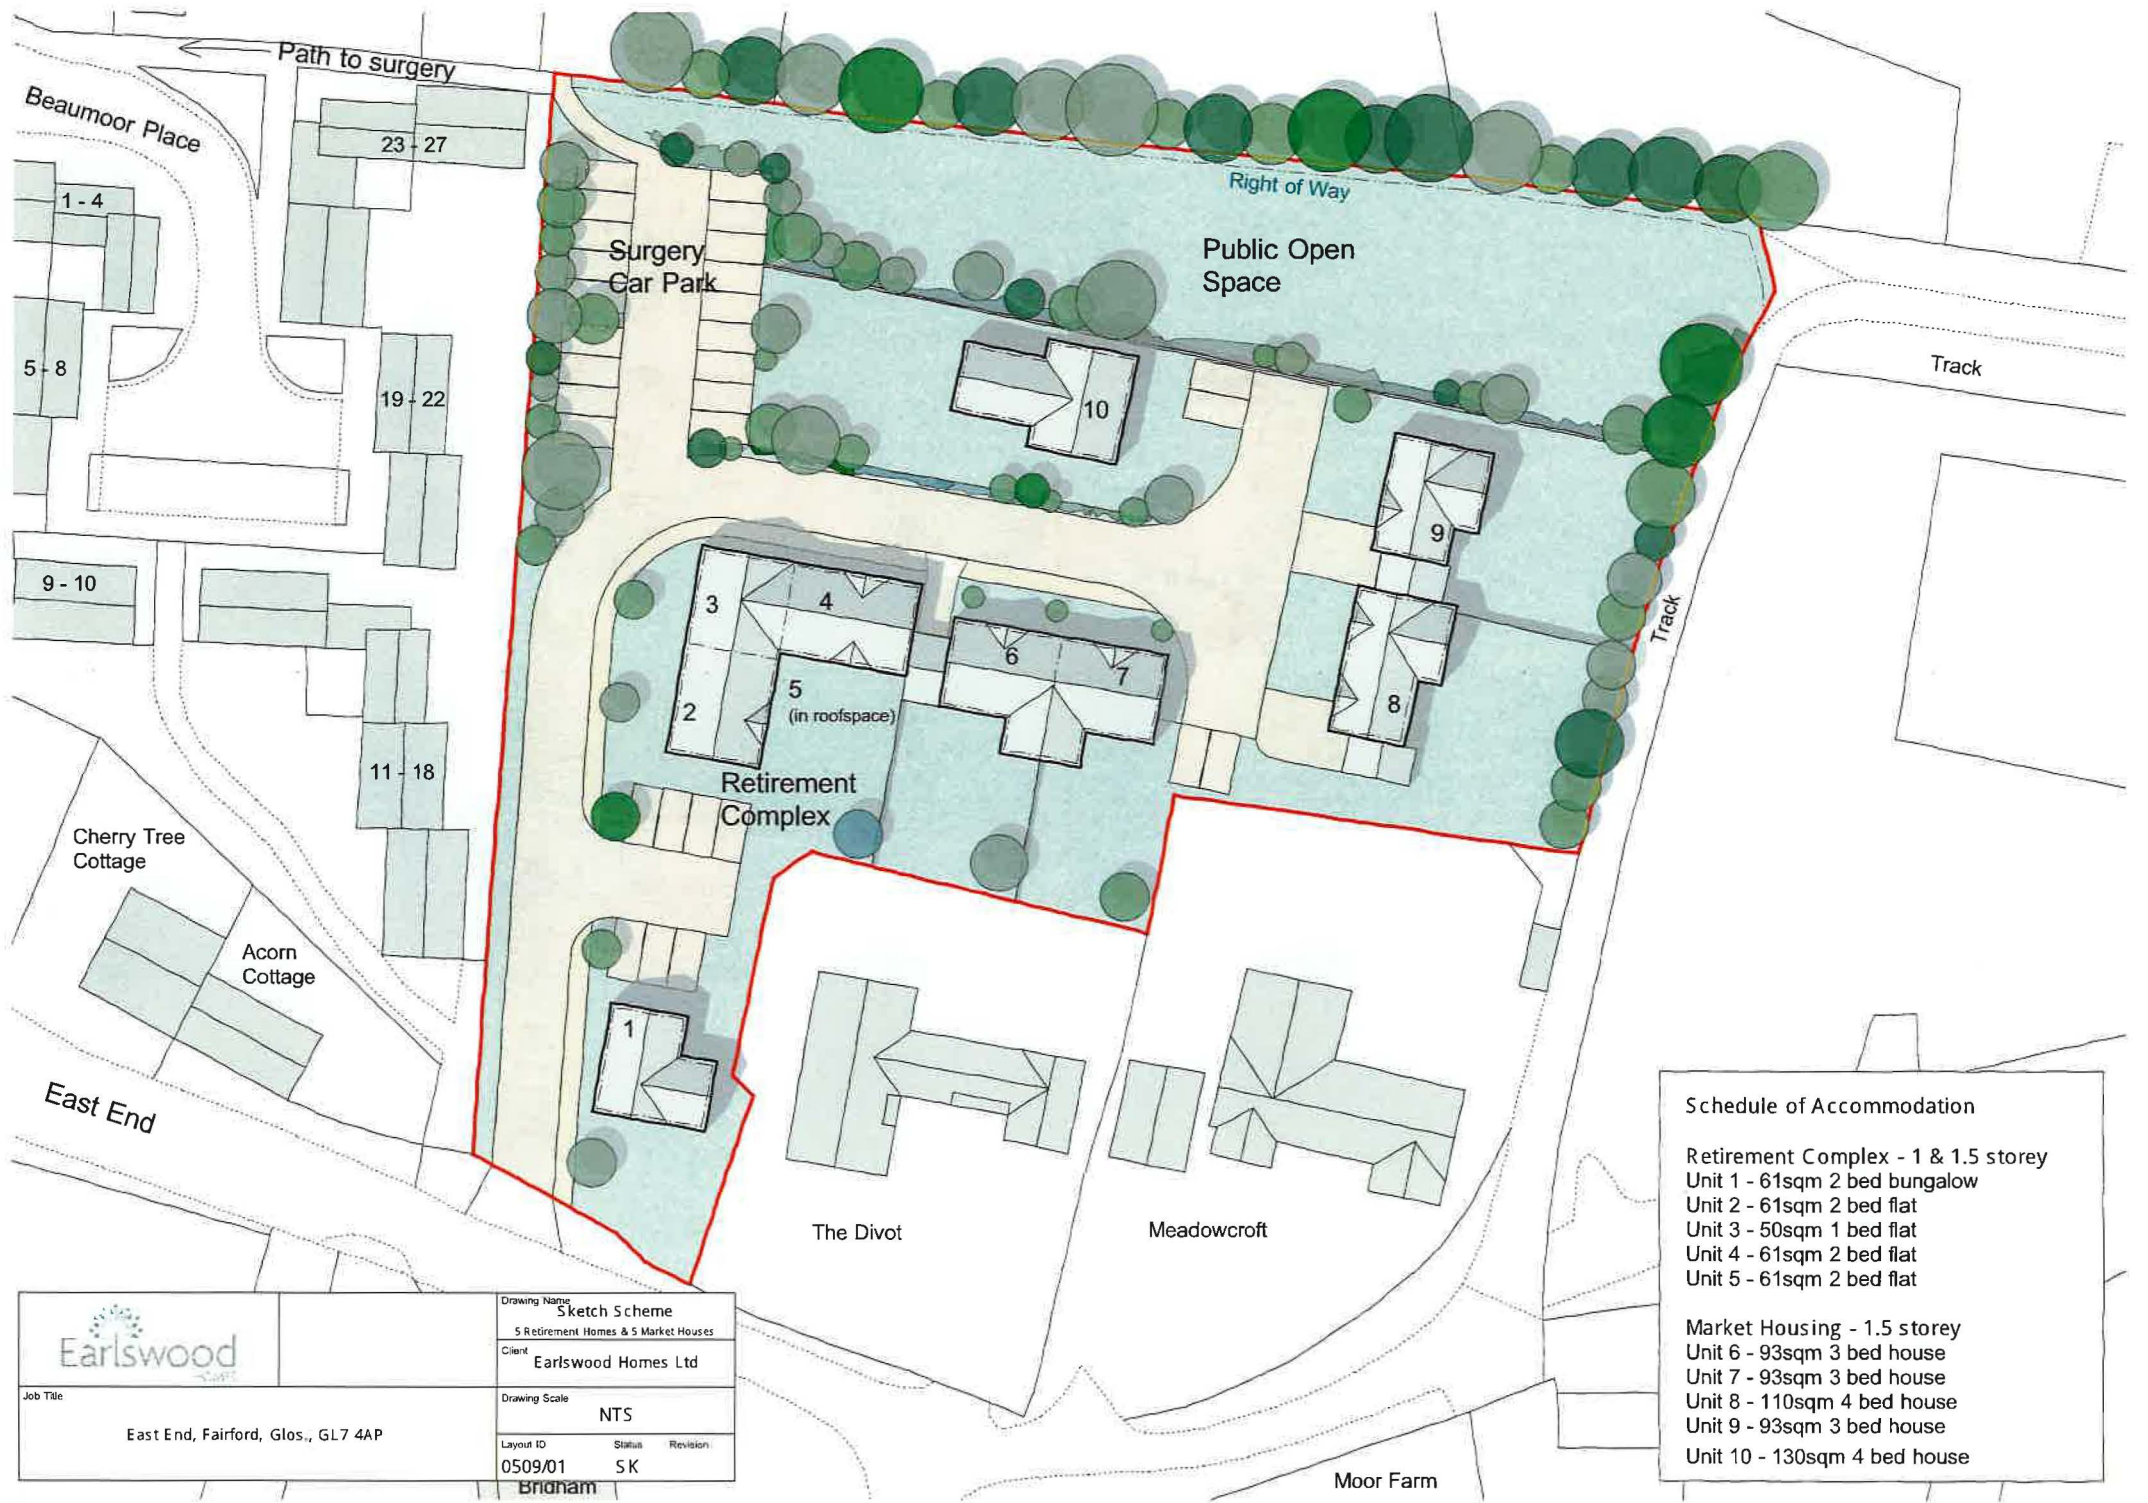 Path to surgery
Beaumoor Place
23 - 27
1 - 4
Right of Way
Surgery
Car Park
Public Open
Space
5 - 8
19 - 22
Track
10
9
9 - 10
3
4
Track
6
7
5
(in roofspace)
2
8
11 - 18
Retirement
Complex
Cherry Tree
Cottage
Acorn
Cottage
1
East End
The Divot
Meadowcroft
Moor Farm
Bridham
Schedule of Accommodation
Retirement Complex - 1 & 1.5 storey
Unit 1 - 61sqm 2 bed bungalow
Unit 2 - 61sqm 2 bed flat
Unit 3 - 50sqm 1 bed flat
Unit 4 - 61sqm 2 bed flat
Unit 5 - 61sqm 2 bed flat
Market Housing - 1.5 storey
Unit 6 - 93sqm 3 bed house
Unit 7 - 93sqm 3 bed house
Unit 8 - 110sqm 4 bed house
Unit 9 - 93sqm 3 bed house
Unit 10 - 130sqm 4 bed house
Earlswood
Drawing Name
Sketch Scheme
5 Retirement Homes & 5 Market Houses
Client
Earlswood Homes Ltd
Job Title
East End, Fairford, Glos., GL7 4AP
Drawing Scale
NTS
Layout ID Status Revision
0509/01 SK